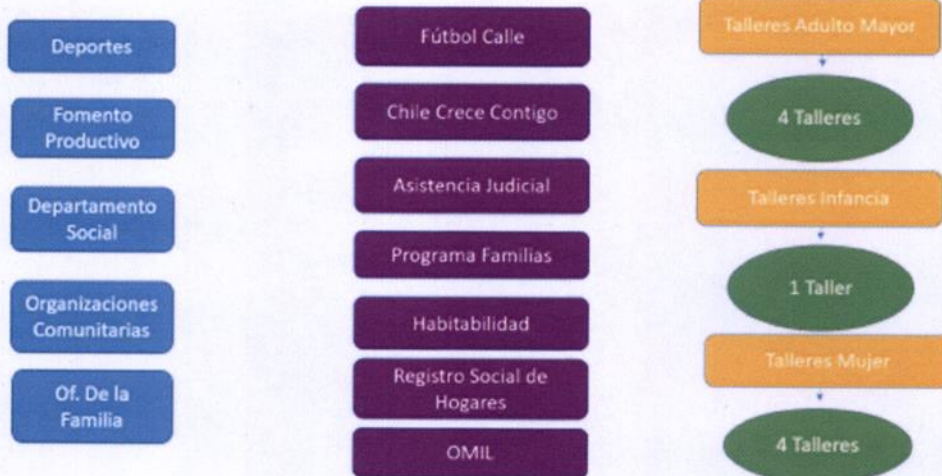 Deportes
Fomento
Productivo
Departamento
Social
Organizaciones
Comunitarias
Of. De la
Familia
Fútbol Calle
Chile Crece Contigo
Asistencia Judicial
Programa Familias
Habitabilidad
Registro Social de
Hogares
OMIL
Talleres Adulto Mayor
4 Talleres
Talleres Infancia
1 Taller
Talleres Mujer
4 Talleres